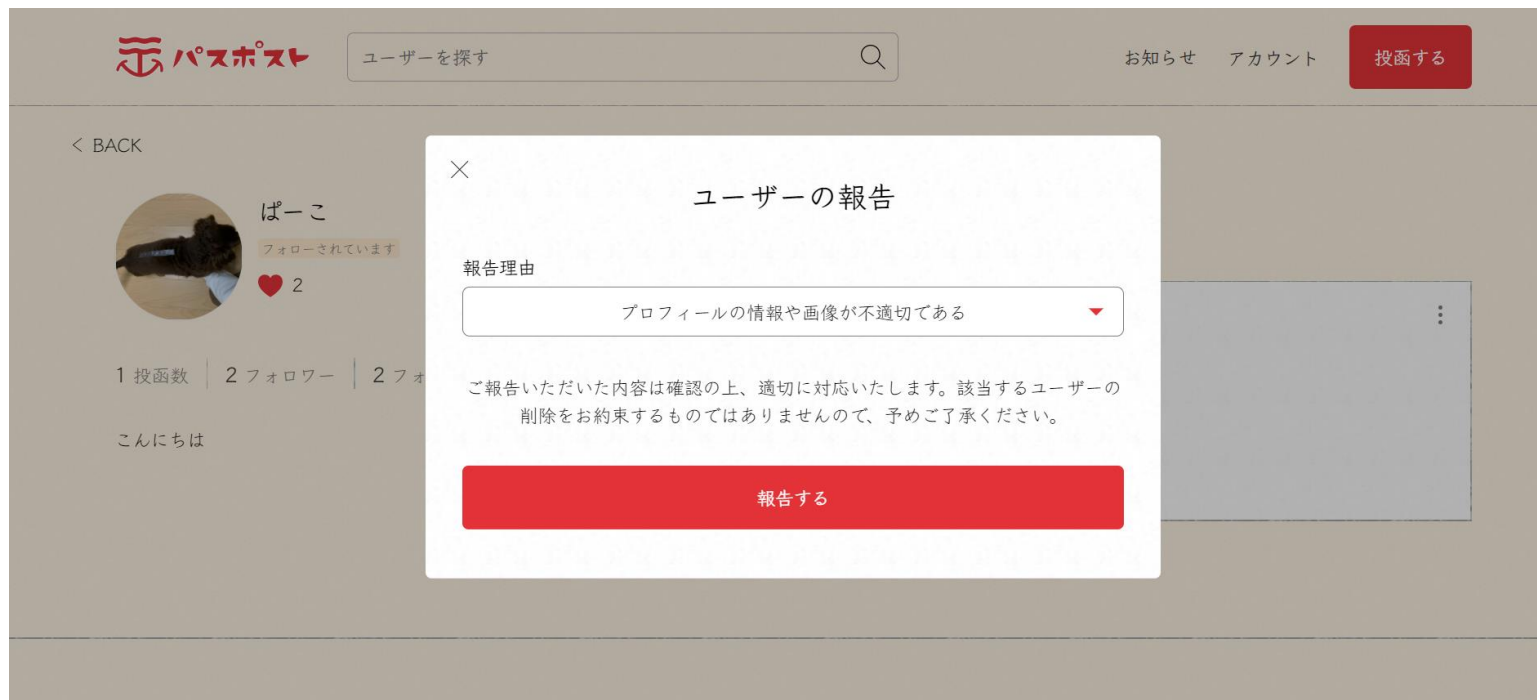 パスポスト
ユーザーを探す
お知らせ
アカウント
投函する
< BACK
ぱーこ
フォローされています
2
1 投函数
2 フォロワー
2 フォ
こんにちは
ユーザーの報告
報告理由
プロフィールの情報や画像が不適切である
ご報告いただいた内容は確認の上、適切に対応いたします。該当するユーザーの
削除をお約束するものではありませんので、予めご了承ください。
報告する